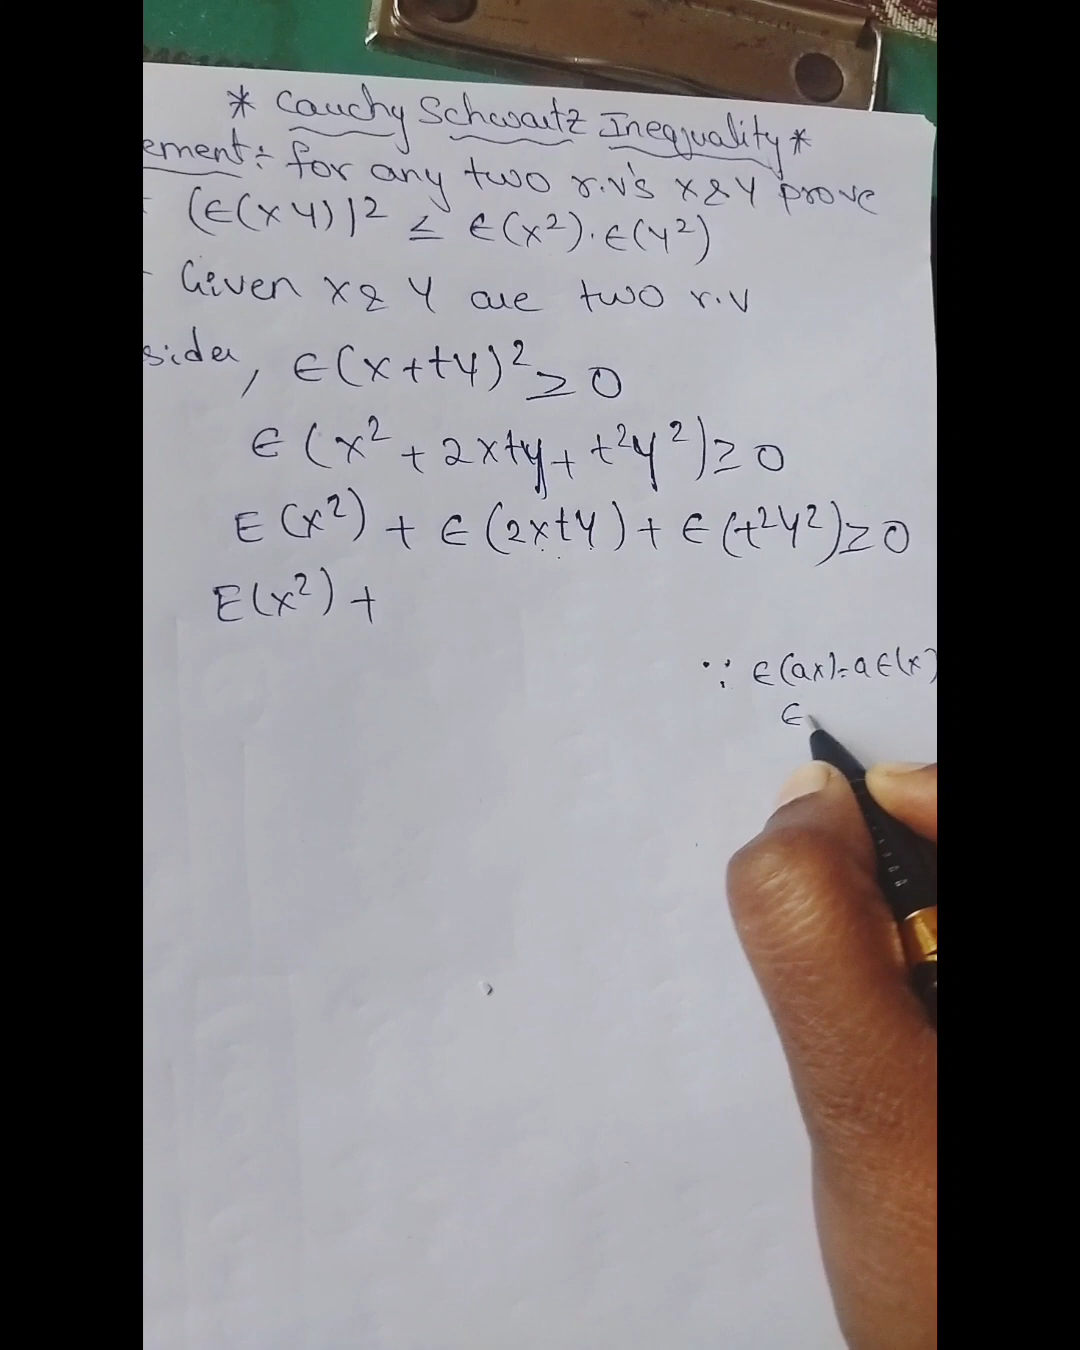 * Cauchy Schwartz Inequality *
ement÷ for any two r.v's X & Y prove
(E(XY))² ≤ E(X²).E(Y²)
Given X & Y are two r.v
sider, E(X+tY)² ≥ 0
E(X² + 2XtY + t²Y²) ≥ 0
E(X²) + E(2XtY) + E(t²Y²) ≥ 0
E(X²) +
∵ E(aX)=aE(X)
E